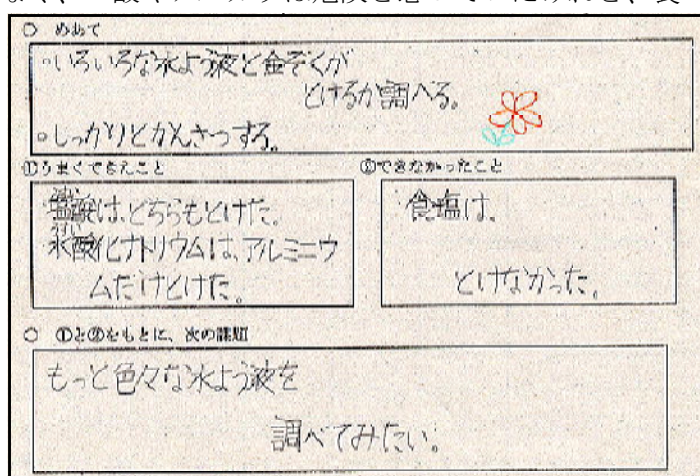 ○ めあて
・いろいろな水よう液と金ぞくが
とけるか調べる。
・しっかりとかんさつする。
①うまくできたこと
②できなかったこと
塩酸は、どちらもとけた。
水酸化ナトリウムは、アルミニウ
ムだけとけた。
食塩は、
とけなかった。
○ ①と②をもとに、次の課題
もっと色々な水よう液を
調べてみたい。